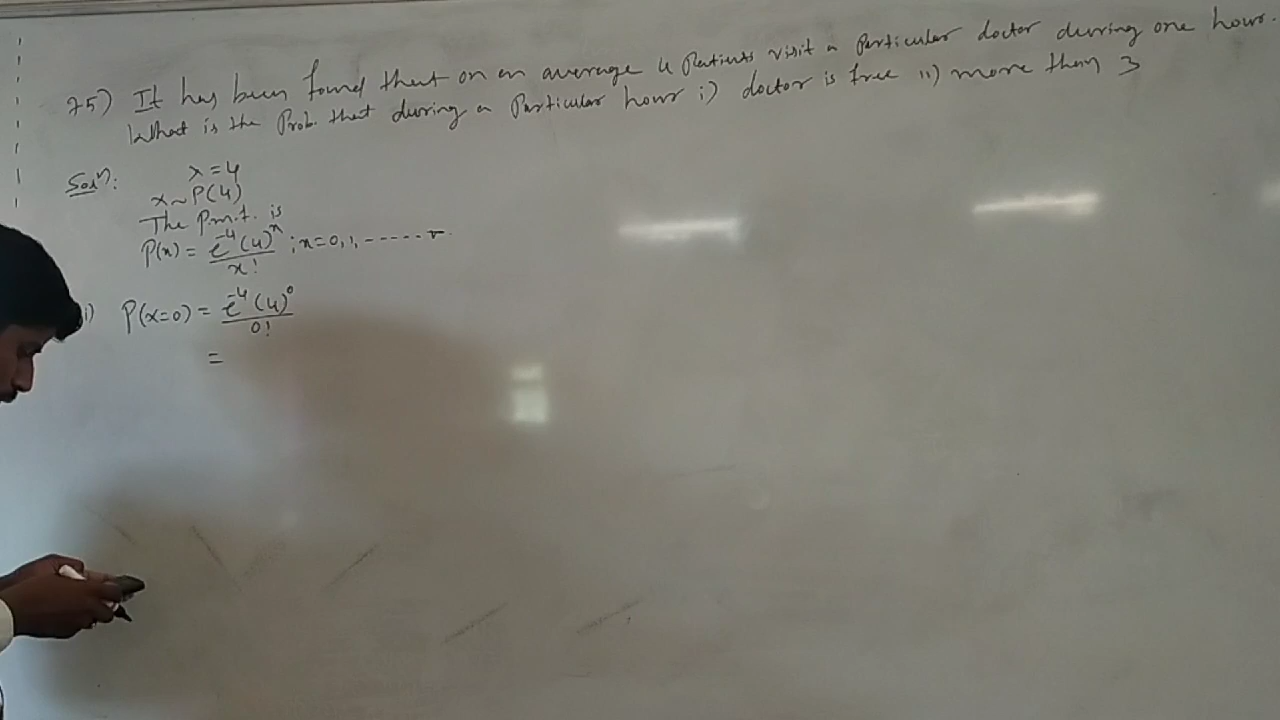 75) It has been found that on an average 4 Patients visit a Particular doctor during one hour.
What is the Prob. that during a Particular hour i) doctor is free ii) more than 3
Solⁿ: λ=4
x~P(4)
The P.m.f. is
P(x) = e⁻⁴(4)ˣ/x! ; x=0,1,------
i) P(x=0) = e⁻⁴(4)⁰/0!
=